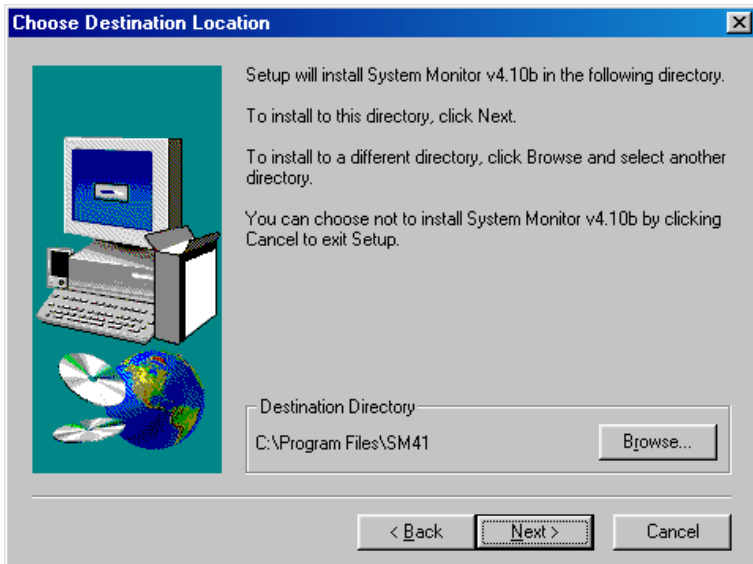 Choose Destination Location
Setup will install System Monitor v4.10b in the following directory.
To install to this directory, click Next.
To install to a different directory, click Browse and select another
directory.
You can choose not to install System Monitor v4.10b by clicking
Cancel to exit Setup.
Destination Directory
C:\Program Files\SM41
Browse...
< Back
Next >
Cancel